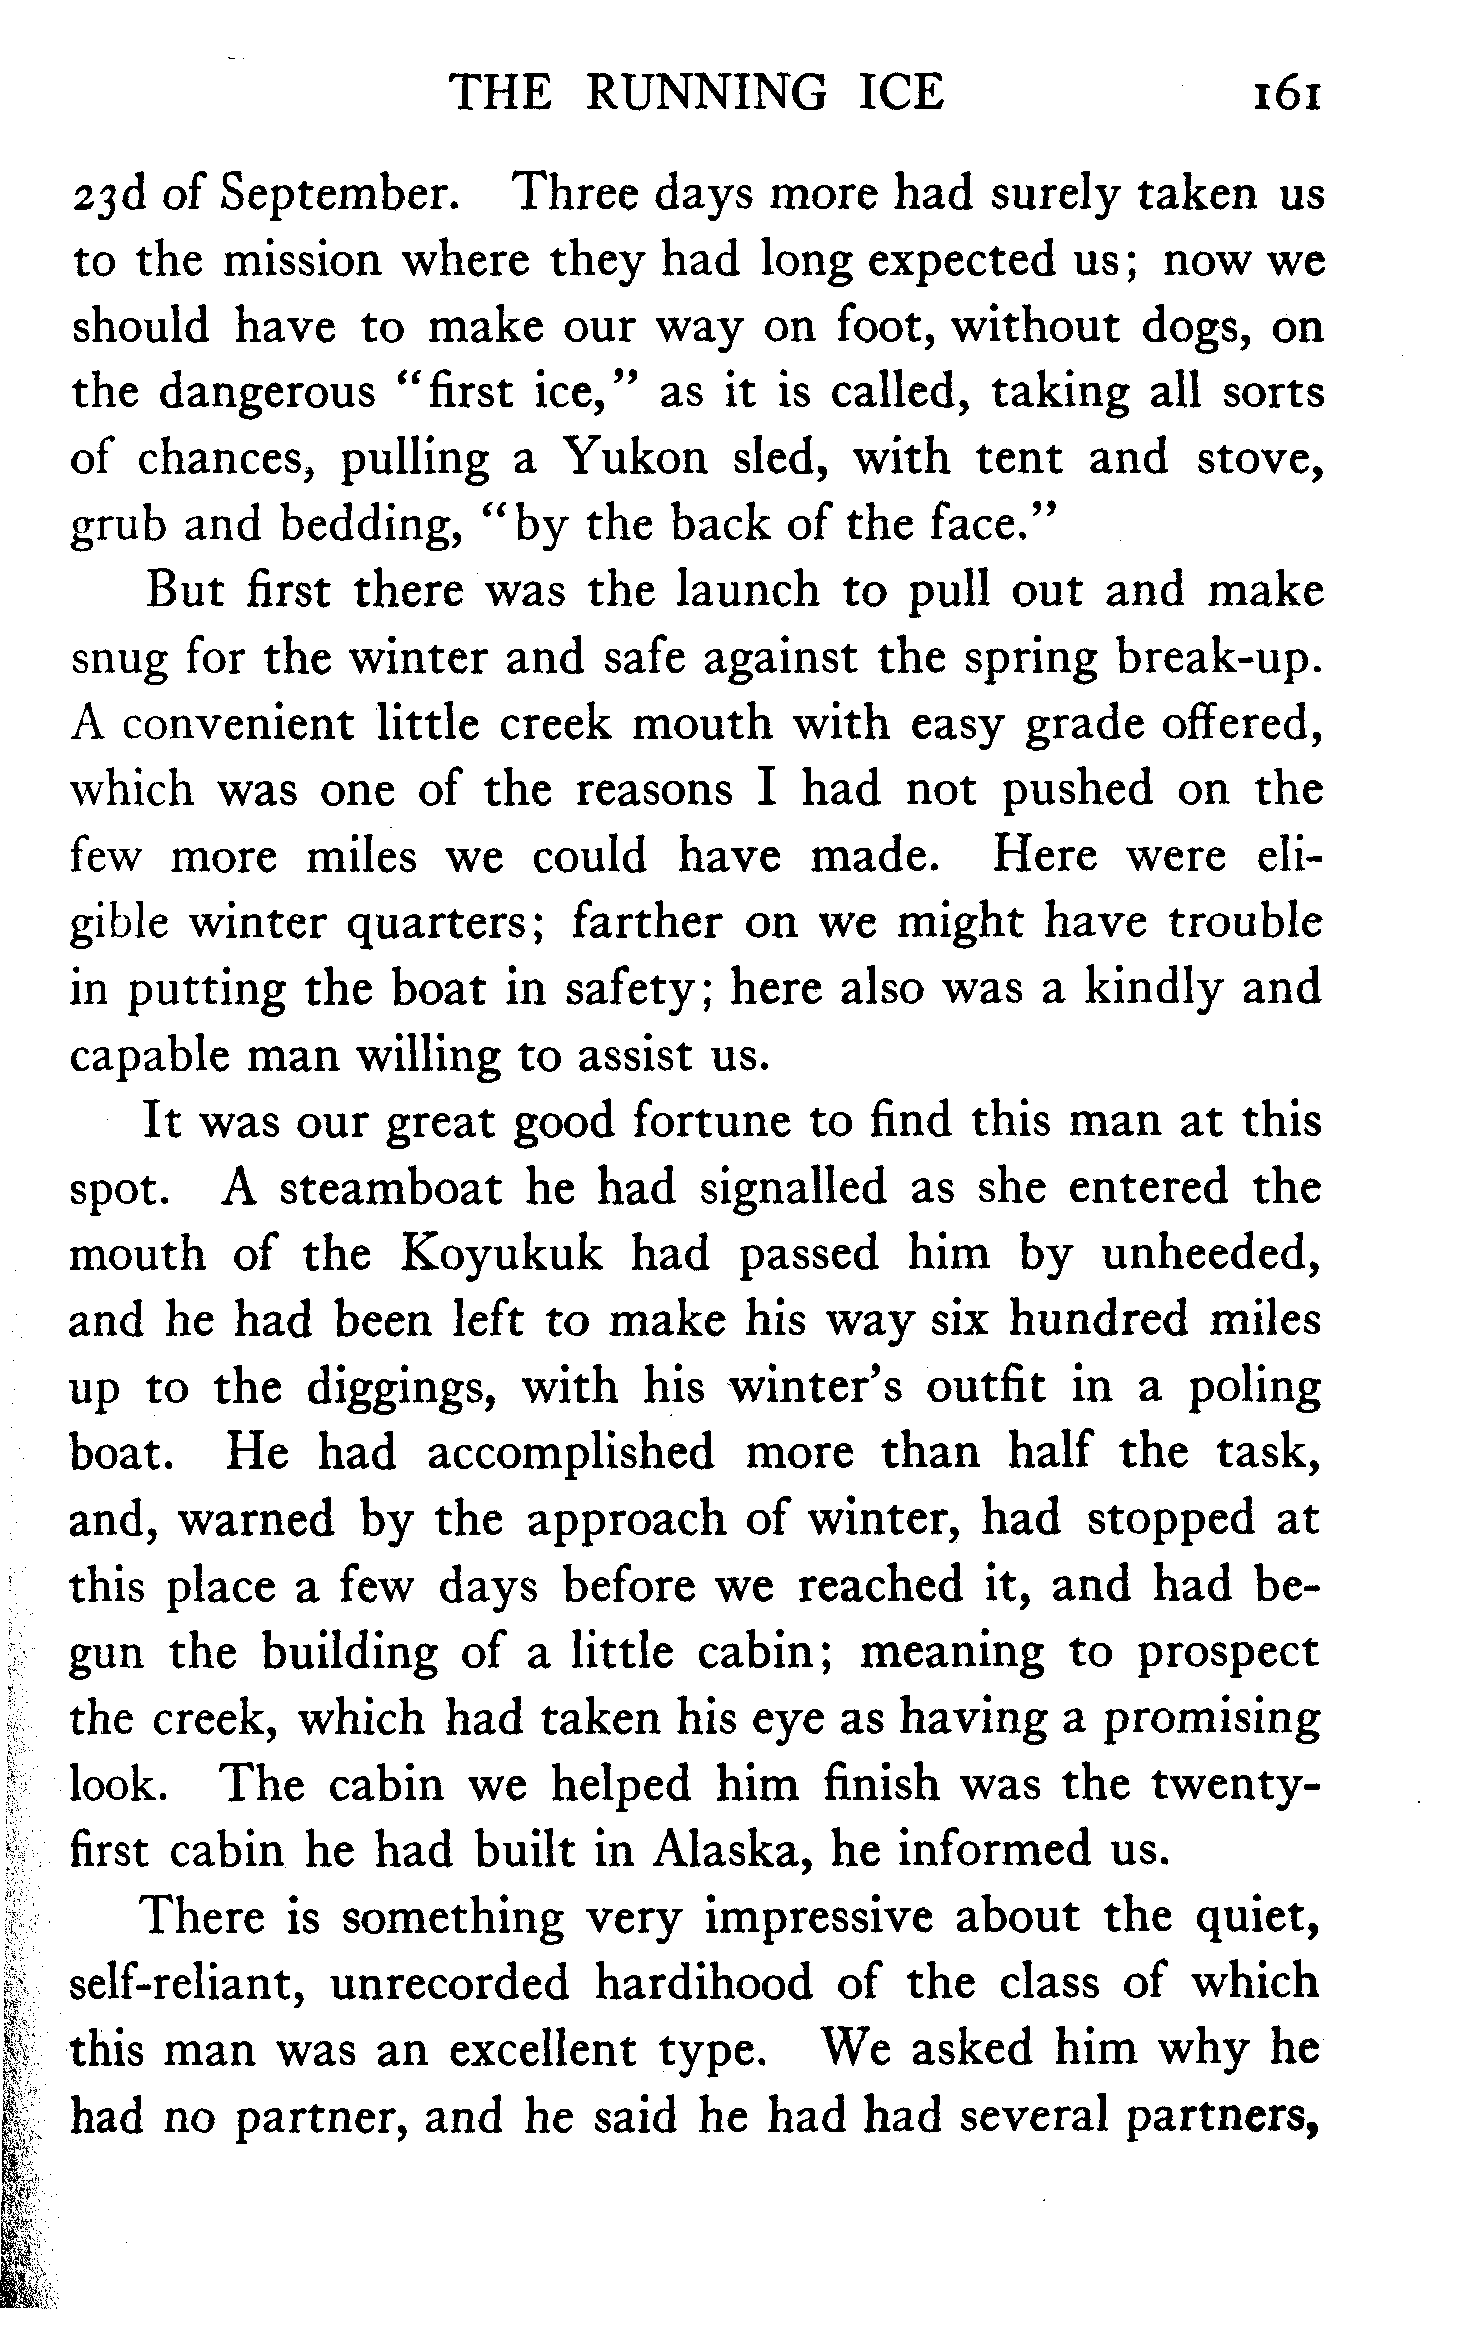 THE RUNNING ICE 161
23d of September. Three days more had surely taken us
to the mission where they had long expected us; now we
should have to make our way on foot, without dogs, on
the dangerous “first ice,” as it is called, taking all sorts
of chances, pulling a Yukon sled, with tent and stove,
grub and bedding, “by the back of the face.”
But first there was the launch to pull out and make
snug for the winter and safe against the spring break-up.
A convenient little creek mouth with easy grade offered,
which was one of the reasons I had not pushed on the
few more miles we could have made. Here were eli-
gible winter quarters; farther on we might have trouble
in putting the boat in safety; here also was a kindly and
capable man willing to assist us.
It was our great good fortune to find this man at this
spot. A steamboat he had signalled as she entered the
mouth of the Koyukuk had passed him by unheeded,
and he had been left to make his way six hundred miles
up to the diggings, with his winter’s outfit in a poling
boat. He had accomplished more than half the task,
and, warned by the approach of winter, had stopped at
this place a few days before we reached it, and had be-
gun the building of a little cabin; meaning to prospect
the creek, which had taken his eye as having a promising
look. The cabin we helped him finish was the twenty-
first cabin he had built in Alaska, he informed us.
There is something very impressive about the quiet,
self-reliant, unrecorded hardihood of the class of which
this man was an excellent type. We asked him why he
had no partner, and he said he had had several partners,